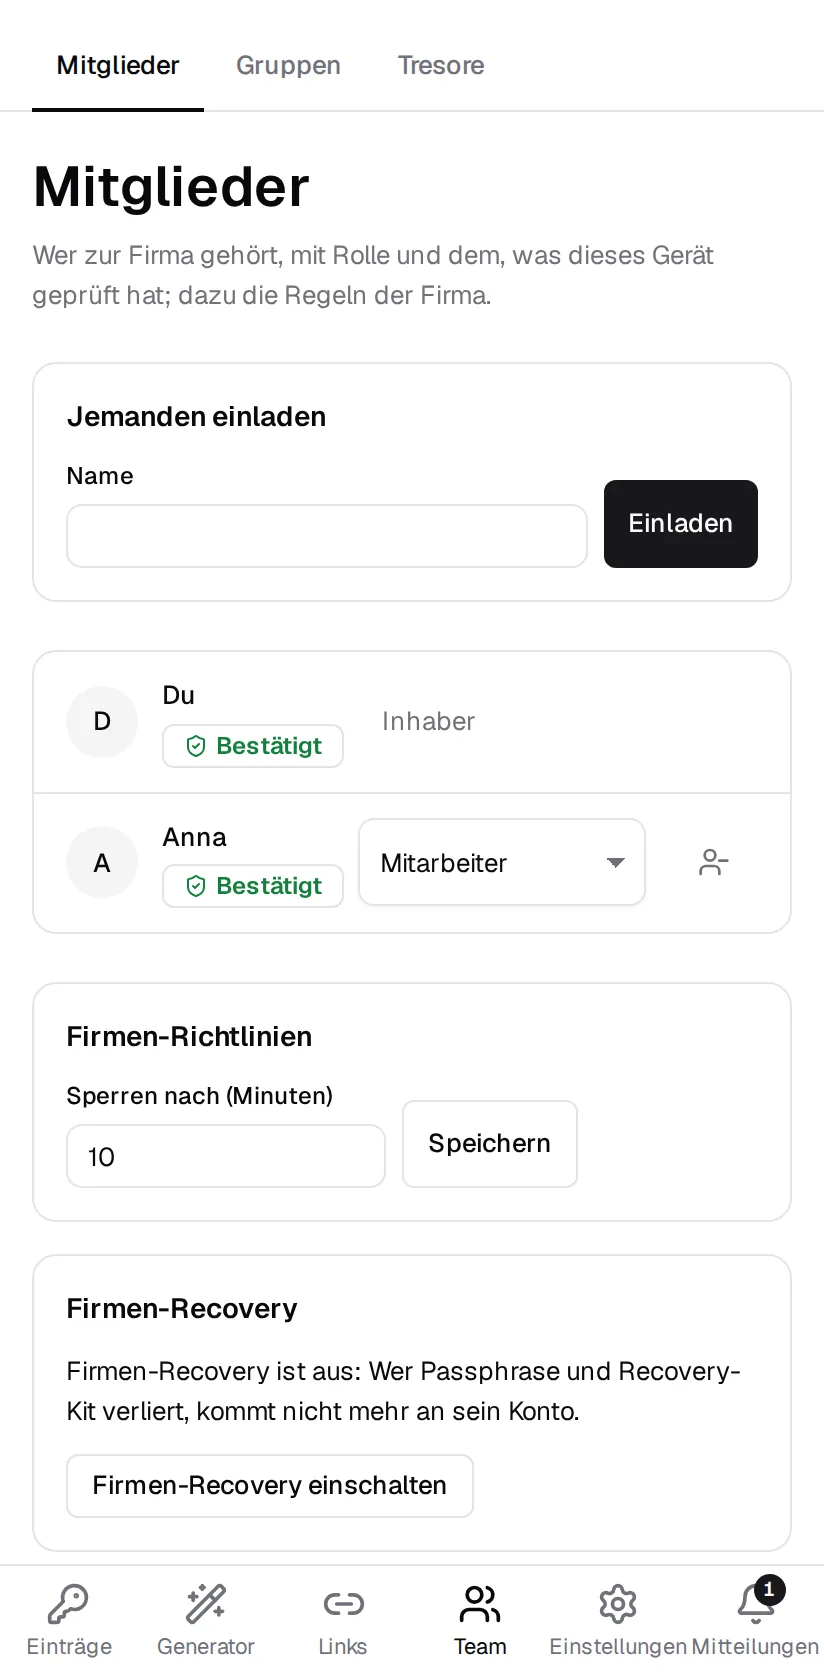 Mitglieder Gruppen Tresore
Mitglieder
Wer zur Firma gehört, mit Rolle und dem, was dieses Gerät
geprüft hat; dazu die Regeln der Firma.
Jemanden einladen
Name
Einladen
D
Du
Bestätigt
Inhaber
A
Anna
Bestätigt
Mitarbeiter
Firmen-Richtlinien
Sperren nach (Minuten)
10
Speichern
Firmen-Recovery
Firmen-Recovery ist aus: Wer Passphrase und Recovery-
Kit verliert, kommt nicht mehr an sein Konto.
Firmen-Recovery einschalten
1
Einträge Generator Links Team Einstellungen Mitteilungen